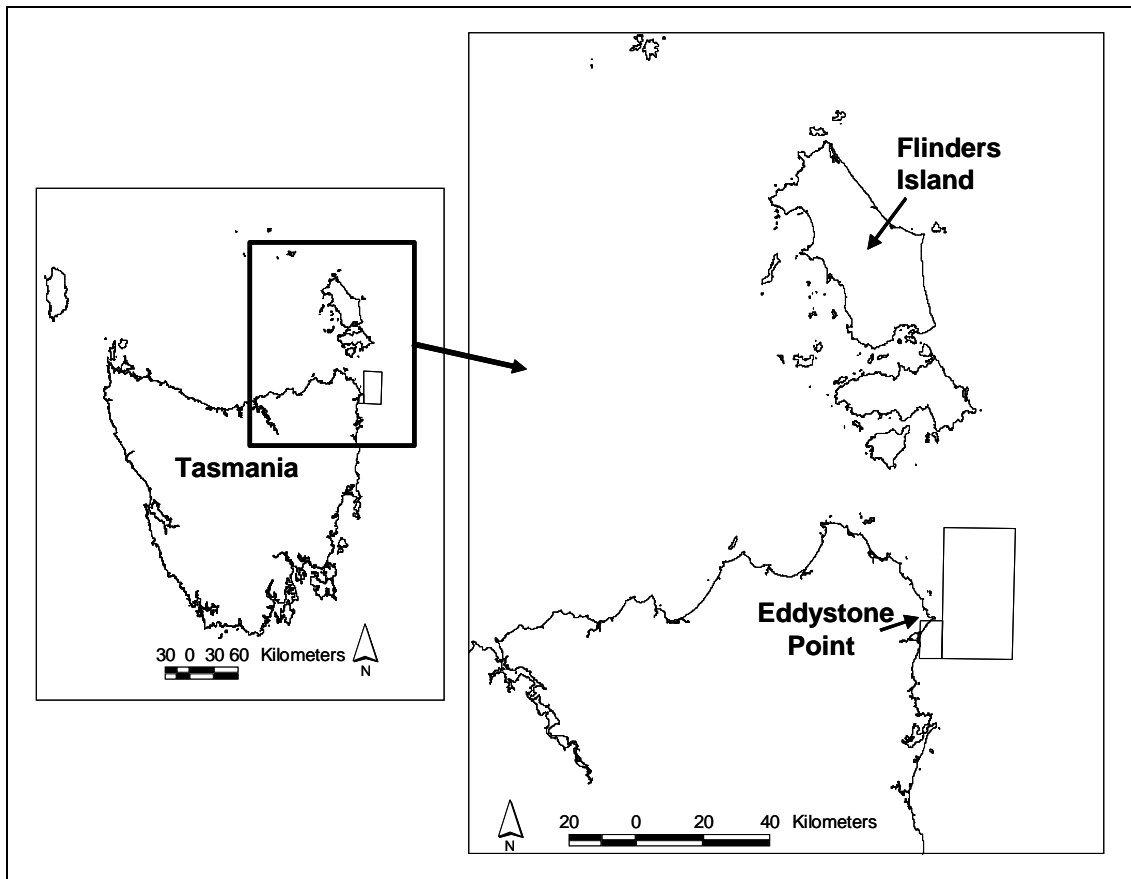 Tasmania
30 0 30 60 Kilometers
N
Flinders
Island
Eddystone
Point
20 0 20 40 Kilometers
N